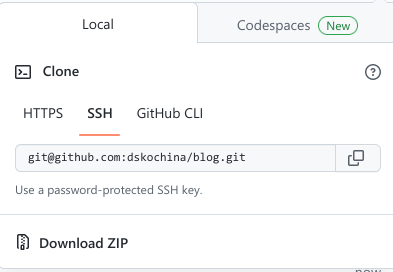 Local
Codespaces New
Clone
HTTPS SSH GitHub CLI
git@github.com:dskochina/blog.git
Use a password-protected SSH key.
Download ZIP